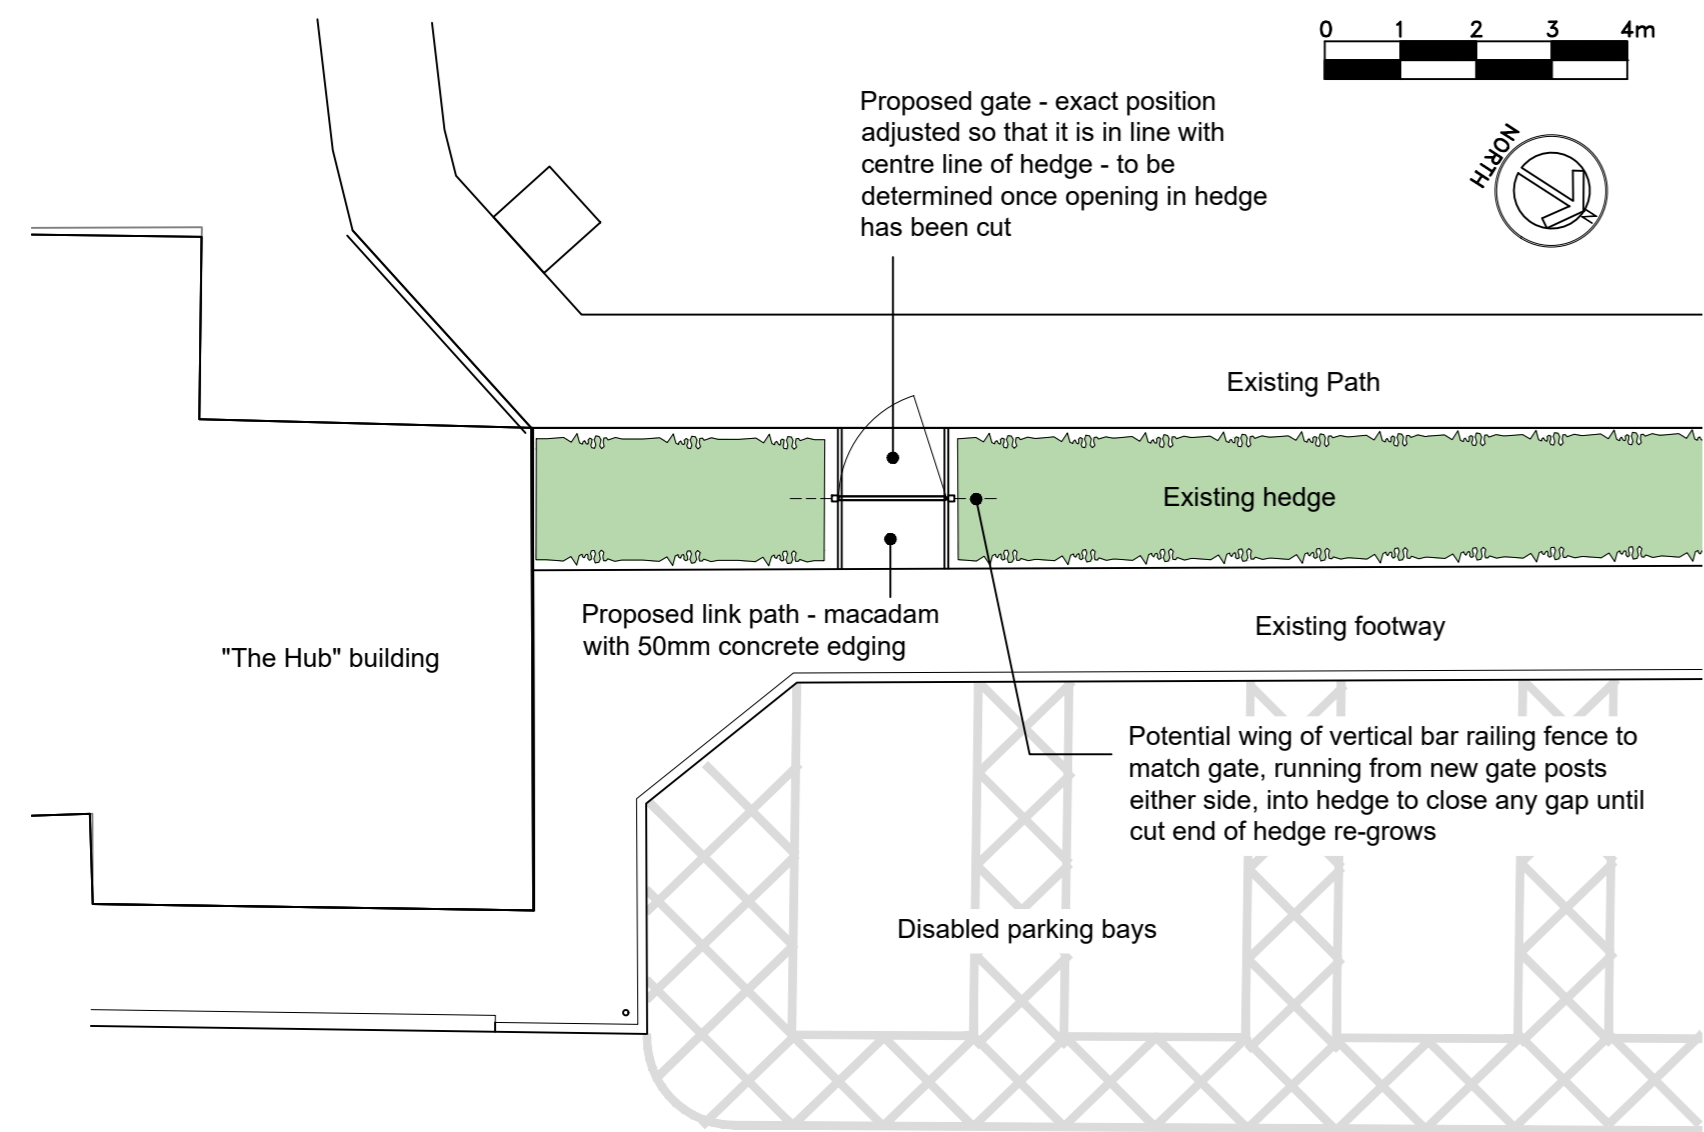 0 1 2 3 4m
Proposed gate - exact position
adjusted so that it is in line with
centre line of hedge - to be
determined once opening in hedge
has been cut
NORTH
N
Existing Path
Existing hedge
Proposed link path - macadam
with 50mm concrete edging
Existing footway
"The Hub" building
Potential wing of vertical bar railing fence to
match gate, running from new gate posts
either side, into hedge to close any gap until
cut end of hedge re-grows
Disabled parking bays